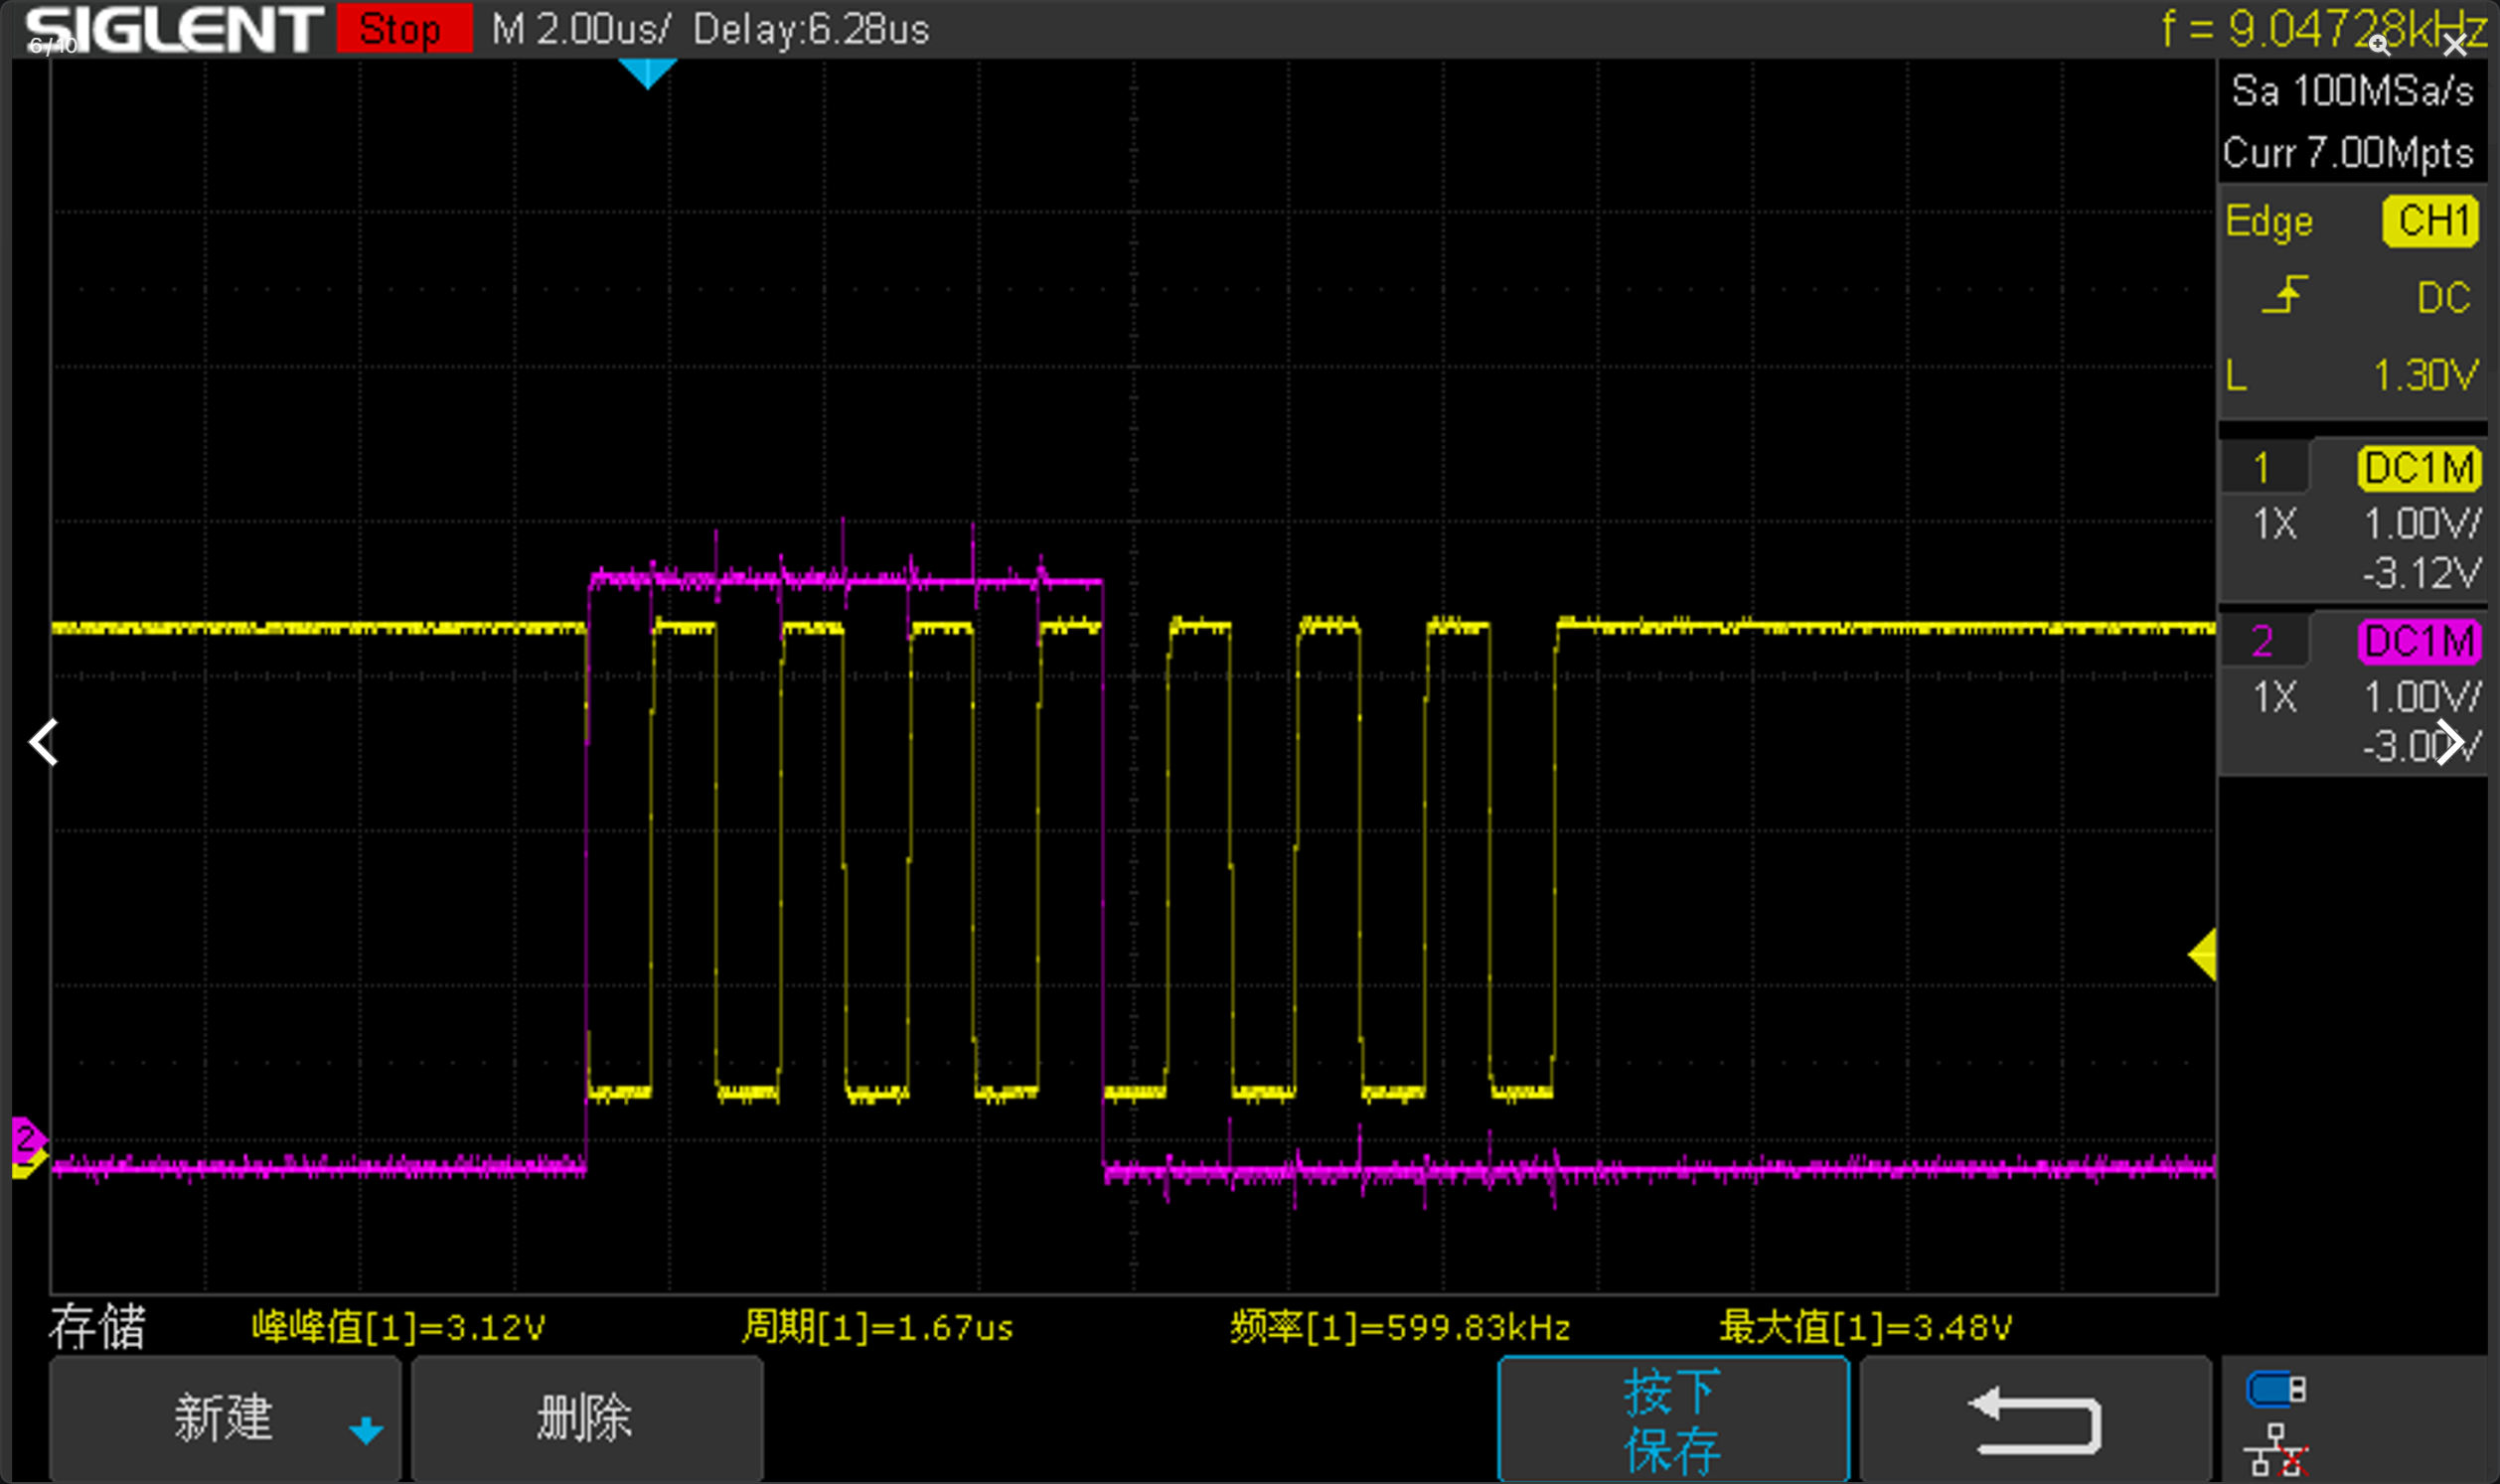 SIGLENT Stop M 2.00us/ Delay:6.28us f = 9.04728kHz
6/10
Sa 100MSa/s
Curr 7.00Mpts
Edge CH1
DC
L 1.30V
1 DC1M
1X 1.00V/
-3.12V
2 DC1M
1X 1.00V/
-3.00V
2
存储 峰峰值[1]=3.12V 周期[1]=1.67us 频率[1]=599.83kHz 最大值[1]=3.48V
新建 删除 按下
保存